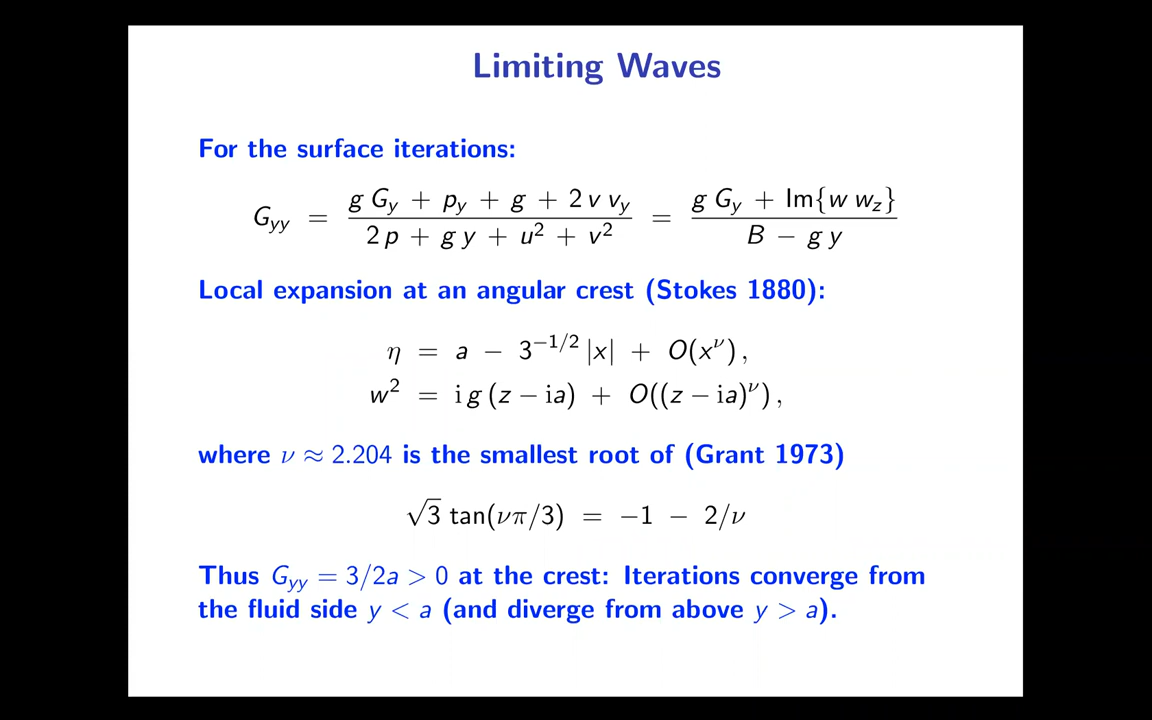 Limiting Waves
For the surface iterations:
G_yy = (g G_y + p_y + g + 2 v v_y) / (2 p + g y + u² + v²) = (g G_y + Im{w w_z}) / (B − g y)
Local expansion at an angular crest (Stokes 1880):
η = a − 3^{−1/2} |x| + O(x^ν) ,
w² = i g (z − ia) + O((z − ia)^ν) ,
where ν ≈ 2.204 is the smallest root of (Grant 1973)
√3 tan(νπ/3) = −1 − 2/ν
Thus G_yy = 3/2a > 0 at the crest: Iterations converge from
the fluid side y < a (and diverge from above y > a).